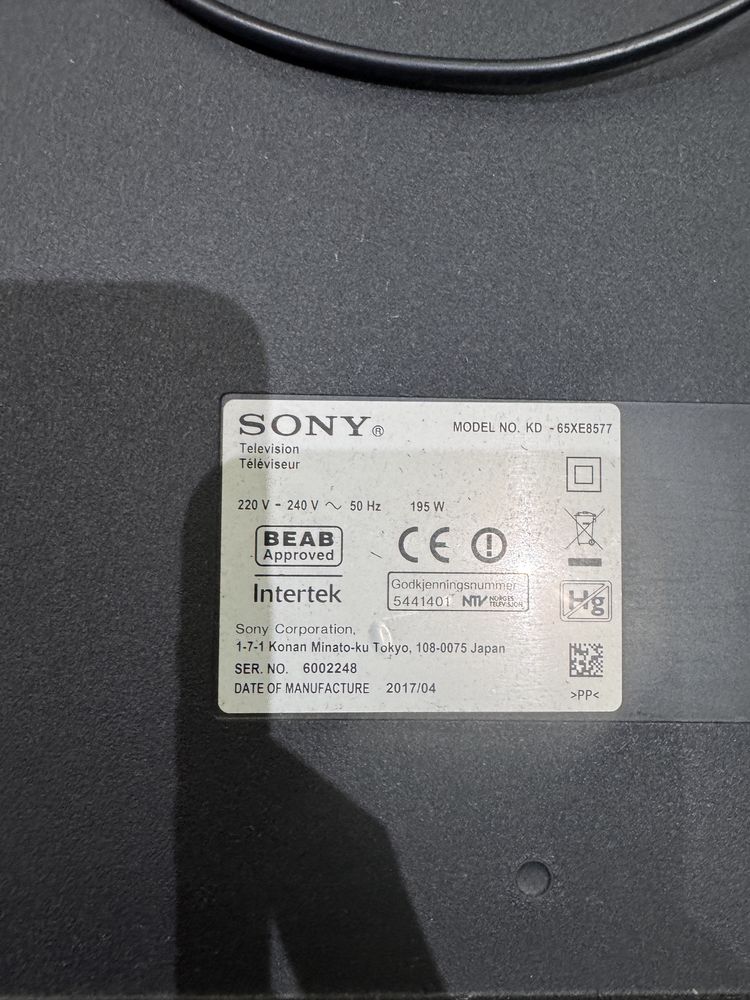 SONY®
MODEL NO. KD - 65XE8577
Television
Téléviseur
220 V - 240 V ~ 50 Hz 195 W
BEAB
Approved
CE
Intertek
Godkjenningsnummer
5441401 NTV NORGES
TELEVISJON
Hg
Sony Corporation,
1-7-1 Konan Minato-ku Tokyo, 108-0075 Japan
SER. NO. 6002248
DATE OF MANUFACTURE 2017/04
>PP<